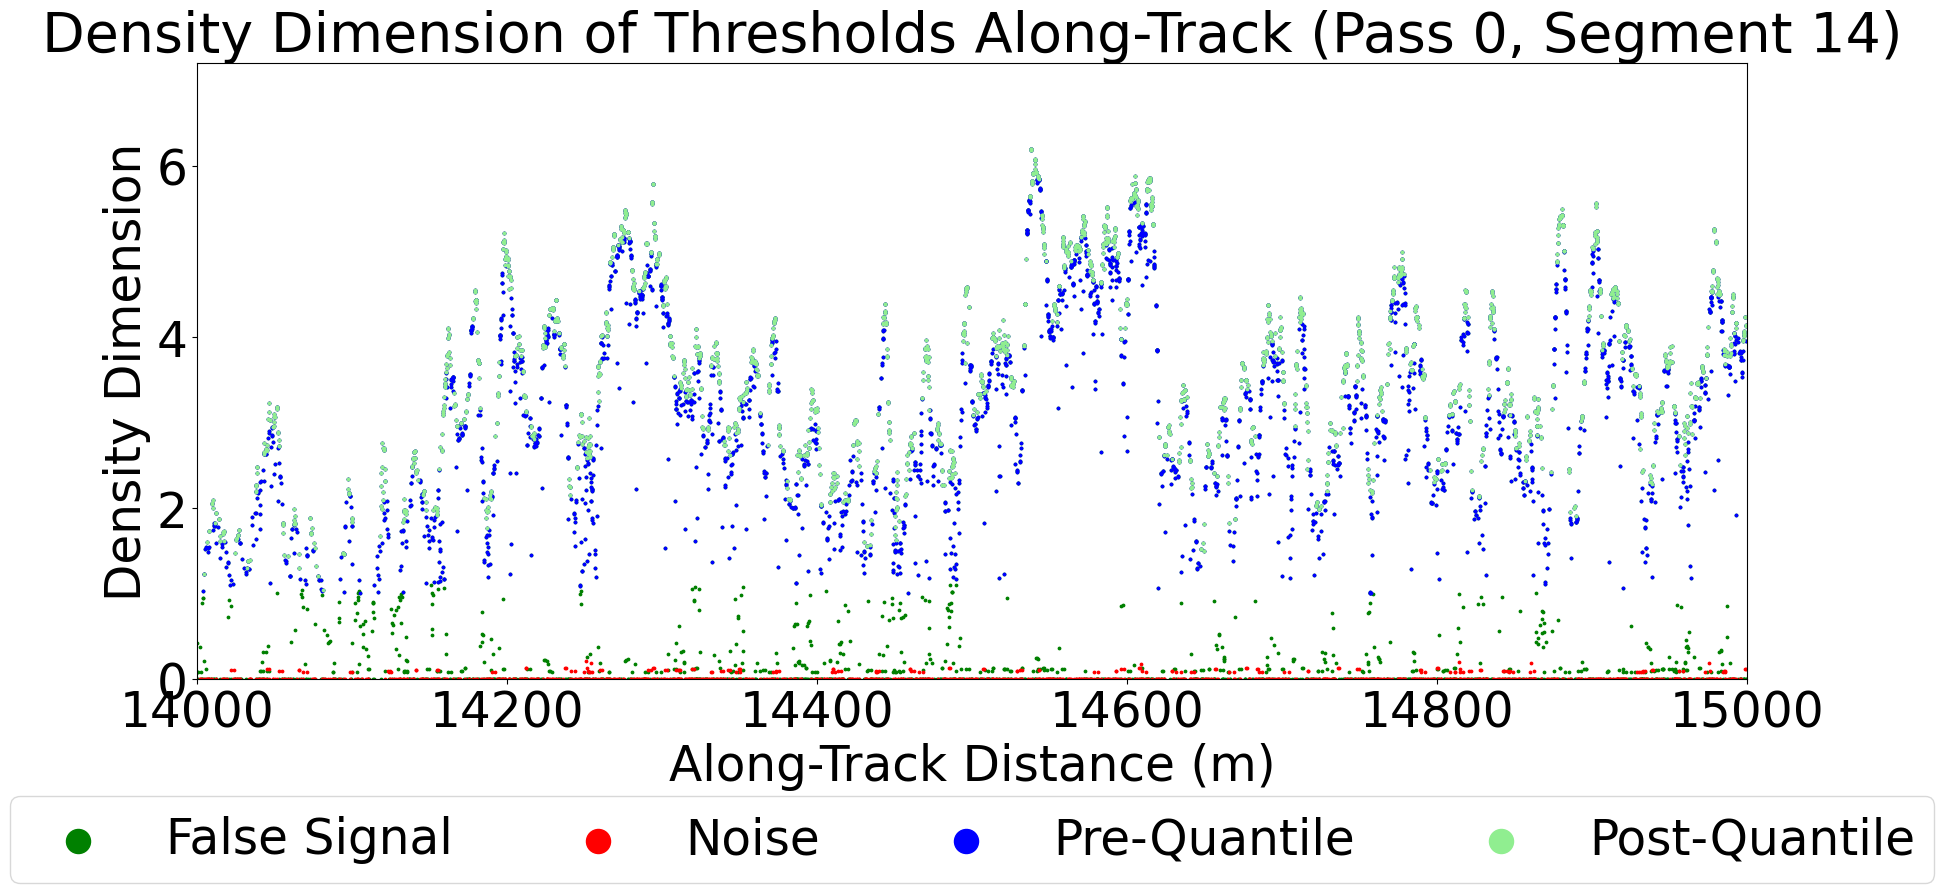 Density Dimension of Thresholds Along-Track (Pass 0, Segment 14)
Density Dimension
6
4
2
0
14000 14200 14400 14600 14800 15000
Along-Track Distance (m)
False Signal Noise Pre-Quantile Post-Quantile